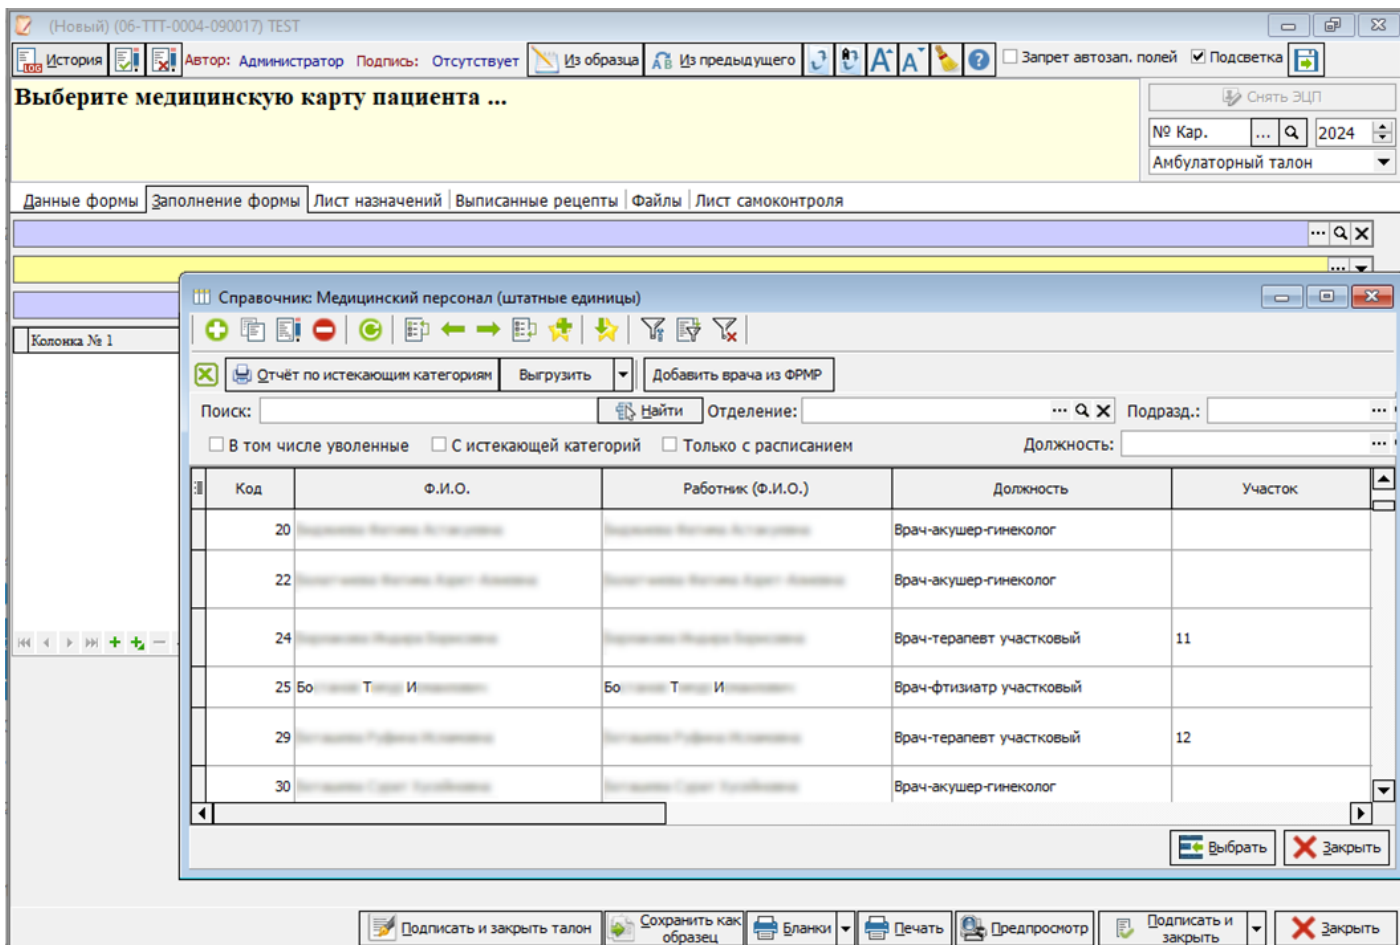 (Новый) (06-ТТТ-0004-090017) TEST
История Автор: Администратор Подпись: Отсутствует Из образца Из предыдущего Запрет автозап. полей Подсветка
Выберите медицинскую карту пациента ...
Снять ЭЦП
№ Кар. ... 2024
Амбулаторный талон
Данные формы Заполнение формы Лист назначений Выписанные рецепты Файлы Лист самоконтроля
Колонка № 1
Справочник: Медицинский персонал (штатные единицы)
Отчёт по истекающим категориям Выгрузить Добавить врача из ФРМР
Поиск: Найти Отделение: Подразд.:
В том числе уволенные С истекающей категорий Только с расписанием Должность:
Код Ф.И.О. Работник (Ф.И.О.) Должность Участок
20 Врач-акушер-гинеколог
22 Врач-акушер-гинеколог
24 Врач-терапевт участковый 11
25 Бо Т И Бо Т И Врач-фтизиатр участковый
29 Врач-терапевт участковый 12
30 Врач-акушер-гинеколог
Выбрать Закрыть
Подписать и закрыть талон Сохранить как образец Бланки Печать Предпросмотр Подписать и закрыть Закрыть